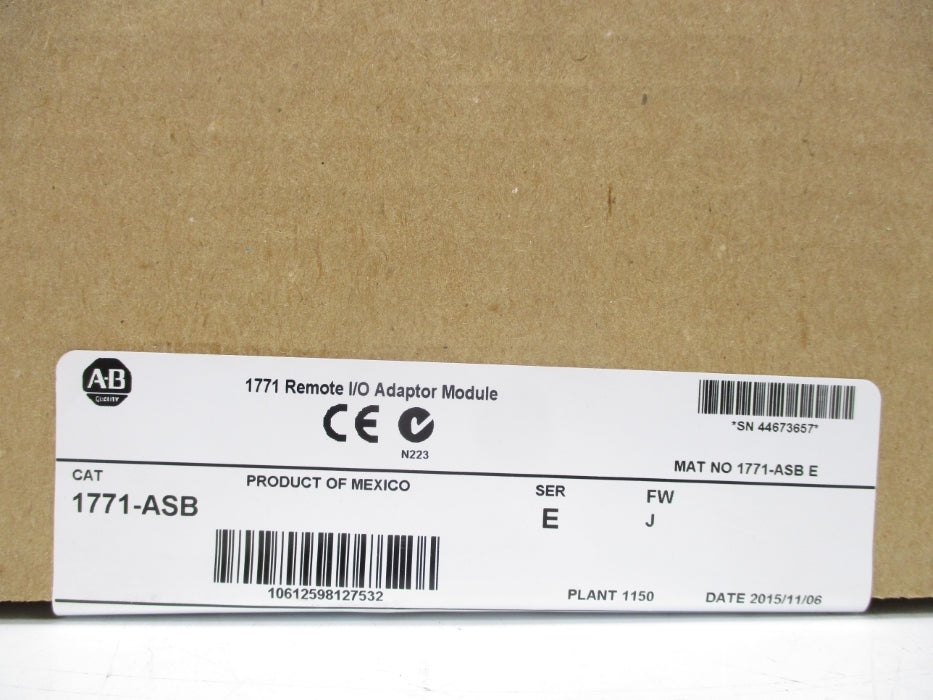 A-B
QUALITY
1771 Remote I/O Adaptor Module
CE
N223
*SN 44673657*
MAT NO 1771-ASB E
CAT
1771-ASB
PRODUCT OF MEXICO
SER
E
FW
J
10612598127532
PLANT 1150
DATE 2015/11/06